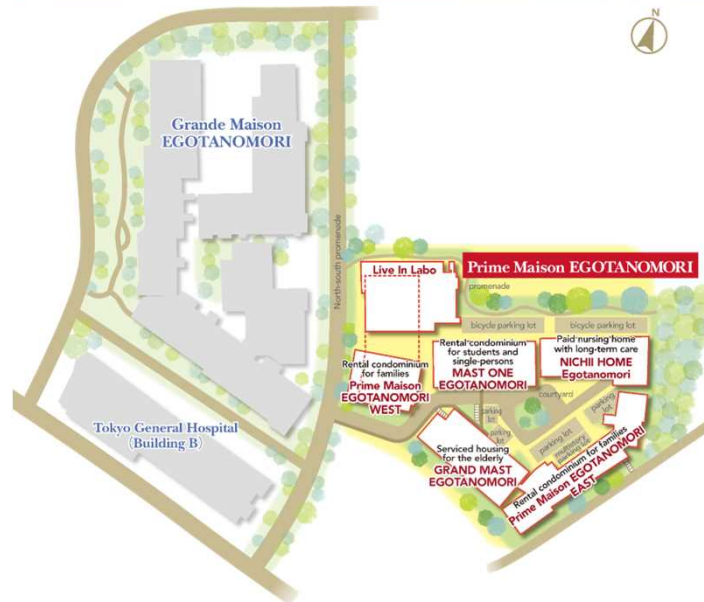 N
Grande Maison
EGOTANOMORI
North-south promenade
Live In Labo
Prime Maison EGOTANOMORI
promenade
bicycle parking lot
bicycle parking lot
Rental condominium
for students and
single-persons
MAST ONE
EGOTANOMORI
Paid nursing home
with long-term care
NICHII HOME
Egotanomori
Rental condominium
for families
Prime Maison
EGOTANOMORI
WEST
courtyard
parking
lot
parking
lot
parking
lot
parking lot
multistory
parking lot
Tokyo General Hospital
(Building B)
Serviced housing
for the elderly
GRAND MAST
EGOTANOMORI
Rental condominium for families
Prime Maison EGOTANOMORI
EAST